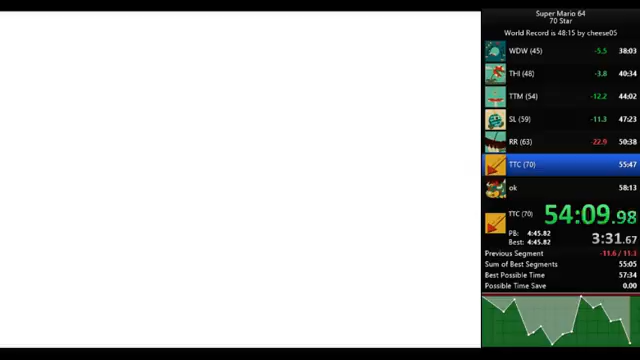 Super Mario 64
70 Star
World Record is 48:15 by cheese05
WDW (45) -5.5 38:03
THI (48) -3.8 40:34
TTM (54) -12.2 44:02
SL (59) -11.3 47:23
RR (63) -22.9 50:38
TTC (70) 55:47
ok 58:13
TTC (70) 54:09.98
PB: 4:45.82
Best: 4:45.82 3:31.67
Previous Segment -11.6 / 11.3
Sum of Best Segments 55:05
Best Possible Time 57:34
Possible Time Save 0.00